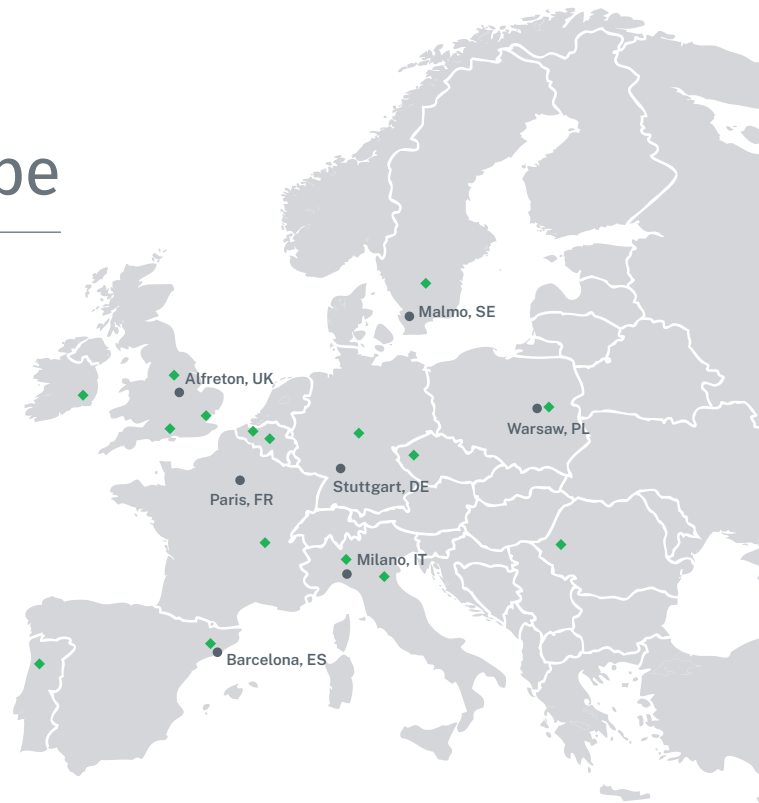 pe
Malmo, SE
Alfreton, UK
Warsaw, PL
Stuttgart, DE
Paris, FR
Milano, IT
Barcelona, ES